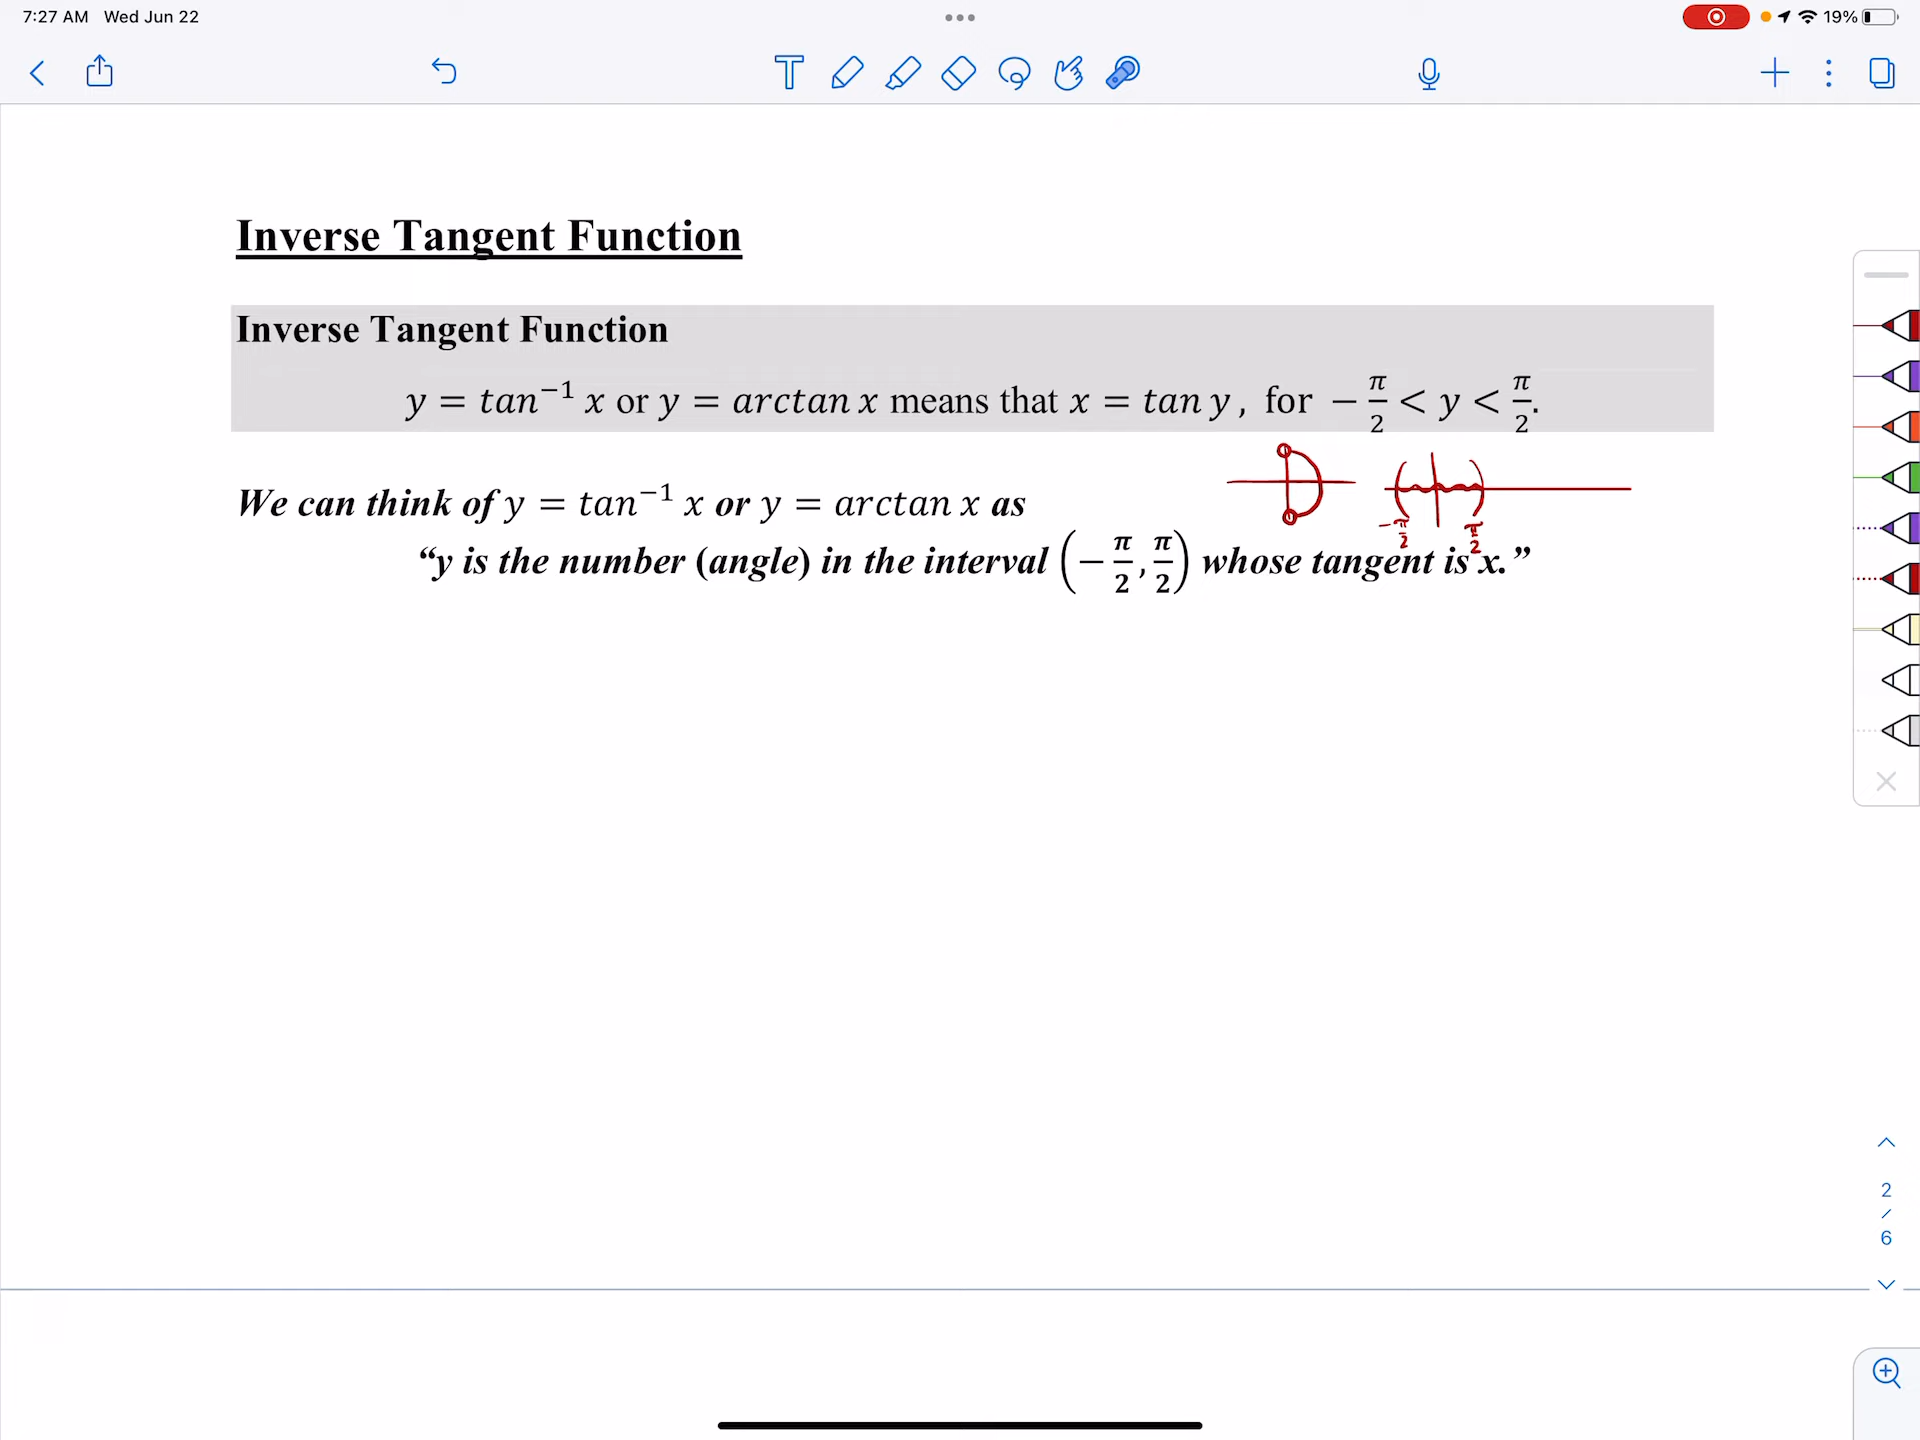 7:27 AM Wed Jun 22
19%
Inverse Tangent Function
Inverse Tangent Function
y = tan⁻¹ x or y = arctan x means that x = tan y, for −π/2 < y < π/2.
−π/2 π/2
We can think of y = tan⁻¹ x or y = arctan x as
“y is the number (angle) in the interval (−π/2, π/2) whose tangent is x.”
2
/
6